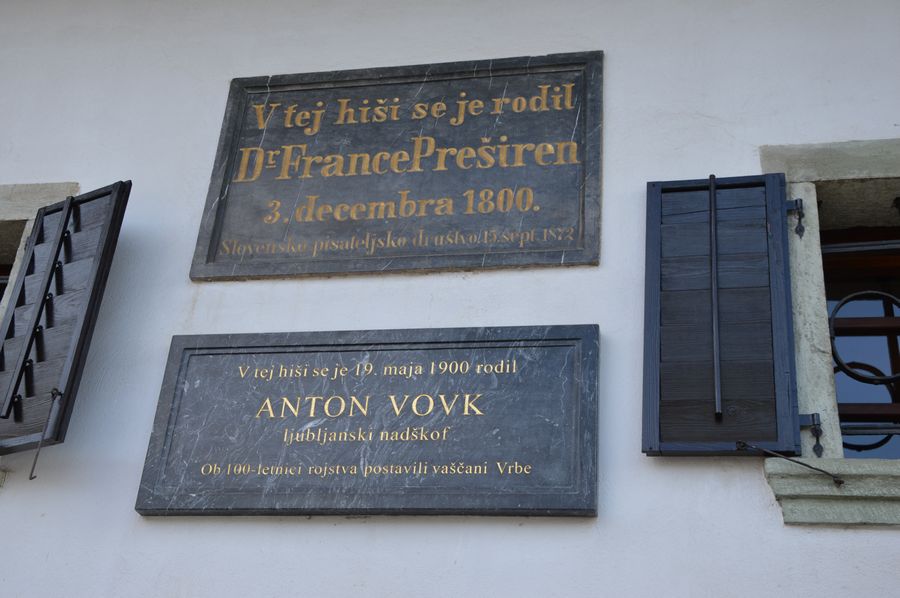 V tej hiši se je rodil
Dr. France Preširen
3. decembra 1800.
Slovensko pisateljsko društvo 15. sept. 1872
V tej hiši se je 19. maja 1900 rodil
ANTON VOVK
ljubljanski nadškof
Ob 100-letnici rojstva postavili vaščani Vrbe